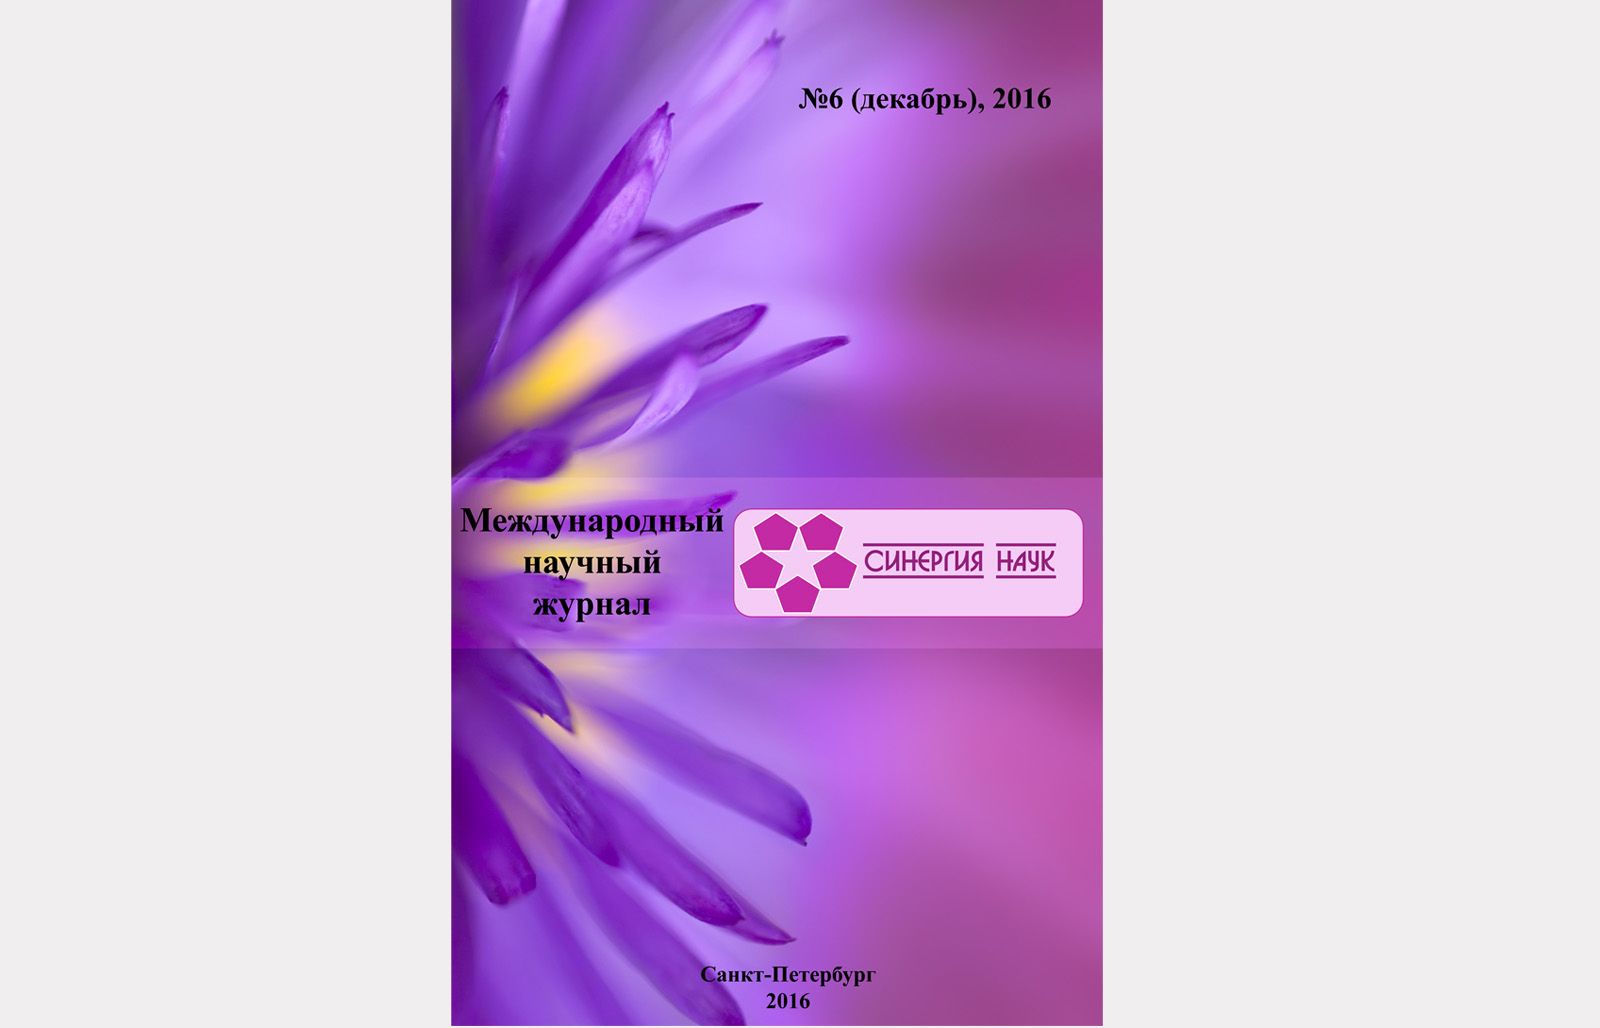 №6 (декабрь), 2016
Международный
научный
журнал
СИНЕРГИЯ НАУК
Санкт-Петербург
2016